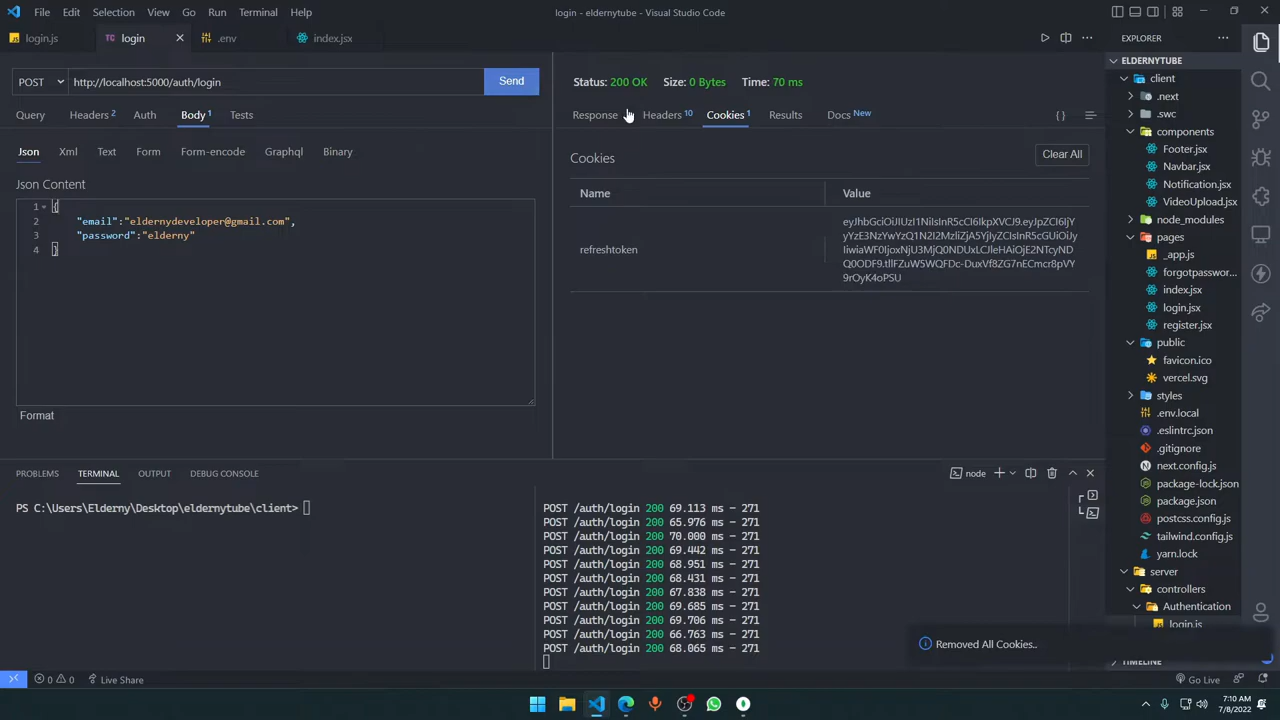 File Edit Selection View Go Run Terminal Help
login - eldernytube - Visual Studio Code
login.js
login
.env
index.jsx
EXPLORER
POST
http://localhost:5000/auth/login
Send
Query Headers 2 Auth Body 1 Tests
Json Xml Text Form Form-encode Graphql Binary
Json Content
1 {
2 "email":"eldernydeveloper@gmail.com",
3 "password":"elderny"
4 }
Format
Status: 200 OK Size: 0 Bytes Time: 70 ms
Response Headers 10 Cookies 1 Results Docs New
{}
Cookies
Clear All
Name Value
refreshtoken
ELDERNYTUBE
client
.next
.swc
components
Footer.jsx
Navbar.jsx
Notification.jsx
VideoUpload.jsx
node_modules
pages
_app.js
forgotpasswor...
index.jsx
login.jsx
register.jsx
public
favicon.ico
vercel.svg
styles
.env.local
.eslintrc.json
.gitignore
next.config.js
package-lock.json
package.json
postcss.config.js
tailwind.config.js
yarn.lock
server
controllers
Authentication
login.js
TIMELINE
PROBLEMS TERMINAL OUTPUT DEBUG CONSOLE
node
PS C:\Users\Elderny\Desktop\eldernytube\client>
POST /auth/login 200 69.113 ms - 271
POST /auth/login 200 65.976 ms - 271
POST /auth/login 200 70.000 ms - 271
POST /auth/login 200 69.442 ms - 271
POST /auth/login 200 68.951 ms - 271
POST /auth/login 200 68.431 ms - 271
POST /auth/login 200 67.838 ms - 271
POST /auth/login 200 69.685 ms - 271
POST /auth/login 200 69.706 ms - 271
POST /auth/login 200 66.763 ms - 271
POST /auth/login 200 68.065 ms - 271
Removed All Cookies..
0 0 Live Share
Go Live
7:10 AM
7/8/2022